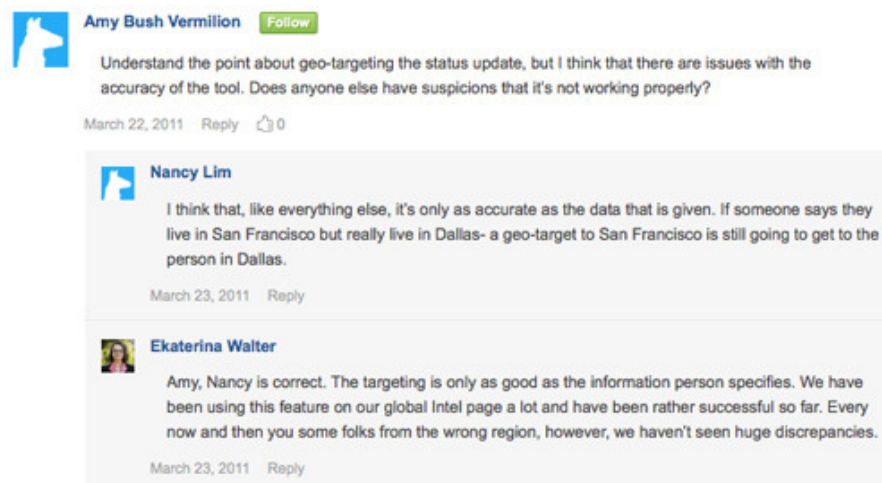 Amy Bush Vermilion Follow
Understand the point about geo-targeting the status update, but I think that there are issues with the
accuracy of the tool. Does anyone else have suspicions that it's not working properly?
March 22, 2011 Reply 0
Nancy Lim
I think that, like everything else, it's only as accurate as the data that is given. If someone says they
live in San Francisco but really live in Dallas- a geo-target to San Francisco is still going to get to the
person in Dallas.
March 23, 2011 Reply
Ekaterina Walter
Amy, Nancy is correct. The targeting is only as good as the information person specifies. We have
been using this feature on our global Intel page a lot and have been rather successful so far. Every
now and then you some folks from the wrong region, however, we haven't seen huge discrepancies.
March 23, 2011 Reply